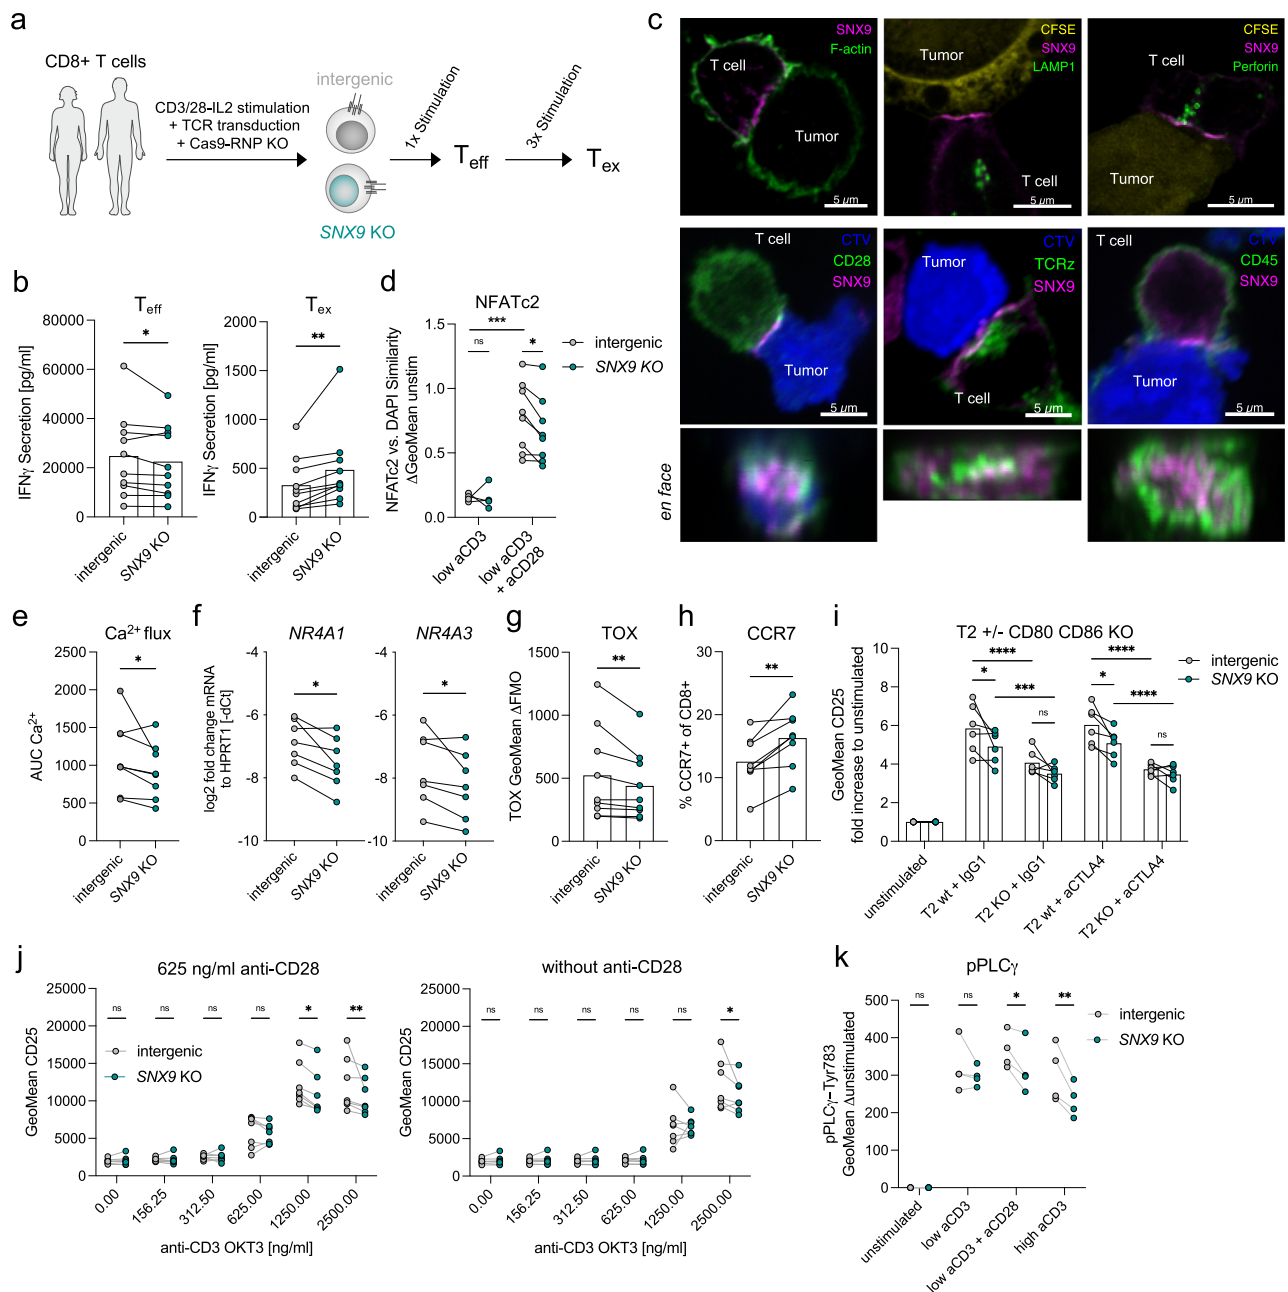 a
CD8+ T cells
CD3/28-IL2 stimulation
+ TCR transduction
+ Cas9-RNP KO
intergenic
SNX9 KO
1x Stimulation
Teff
3x Stimulation
Tex
b
Teff
IFNγ Secretion [pg/ml]
80000
60000
40000
20000
0
*
intergenic
SNX9 KO
Tex
IFNγ Secretion [pg/ml]
2000
1500
1000
500
0
**
intergenic
SNX9 KO
c
SNX9
F-actin
T cell
Tumor
5 µm
CFSE
SNX9
LAMP1
Tumor
T cell
5 µm
CFSE
SNX9
Perforin
T cell
Tumor
5 µm
T cell
CTV
CD28
SNX9
Tumor
5 µm
CTV
TCRz
SNX9
Tumor
T cell
5 µm
T cell
CTV
CD45
SNX9
Tumor
5 µm
en face
d
NFATc2
NFATc2 vs. DAPI Similarity
ΔGeoMean unstim
1.5
1.0
0.5
0.0
***
ns
*
intergenic
SNX9 KO
low aCD3
low aCD3
+ aCD28
e
Ca2+ flux
AUC Ca2+
2500
2000
1500
1000
500
0
*
intergenic
SNX9 KO
f
NR4A1
log2 fold change mRNA
to HPRT1 [-dCt]
-4
-6
-8
-10
*
intergenic
SNX9 KO
NR4A3
-4
-6
-8
-10
*
intergenic
SNX9 KO
g
TOX
TOX GeoMean ΔFMO
1500
1000
500
0
**
intergenic
SNX9 KO
h
CCR7
% CCR7+ of CD8+
30
20
10
0
**
intergenic
SNX9 KO
i
T2 +/- CD80 CD86 KO
GeoMean CD25
fold increase to unstimulated
10
8
6
4
2
0
****
*
***
ns
****
*
****
ns
intergenic
SNX9 KO
unstimulated
T2 wt + IgG1
T2 KO + IgG1
T2 wt + aCTLA4
T2 KO + aCTLA4
j
625 ng/ml anti-CD28
GeoMean CD25
25000
20000
15000
10000
5000
0
ns
ns
ns
ns
*
**
intergenic
SNX9 KO
0.00
156.25
312.50
625.00
1250.00
2500.00
anti-CD3 OKT3 [ng/ml]
without anti-CD28
GeoMean CD25
25000
20000
15000
10000
5000
0
ns
ns
ns
ns
ns
*
0.00
156.25
312.50
625.00
1250.00
2500.00
anti-CD3 OKT3 [ng/ml]
k
pPLCγ
pPLCγ-Tyr783
GeoMean Δunstimulated
400
300
200
100
0
ns
ns
*
**
intergenic
SNX9 KO
unstimulated
low aCD3
low aCD3 + aCD28
high aCD3